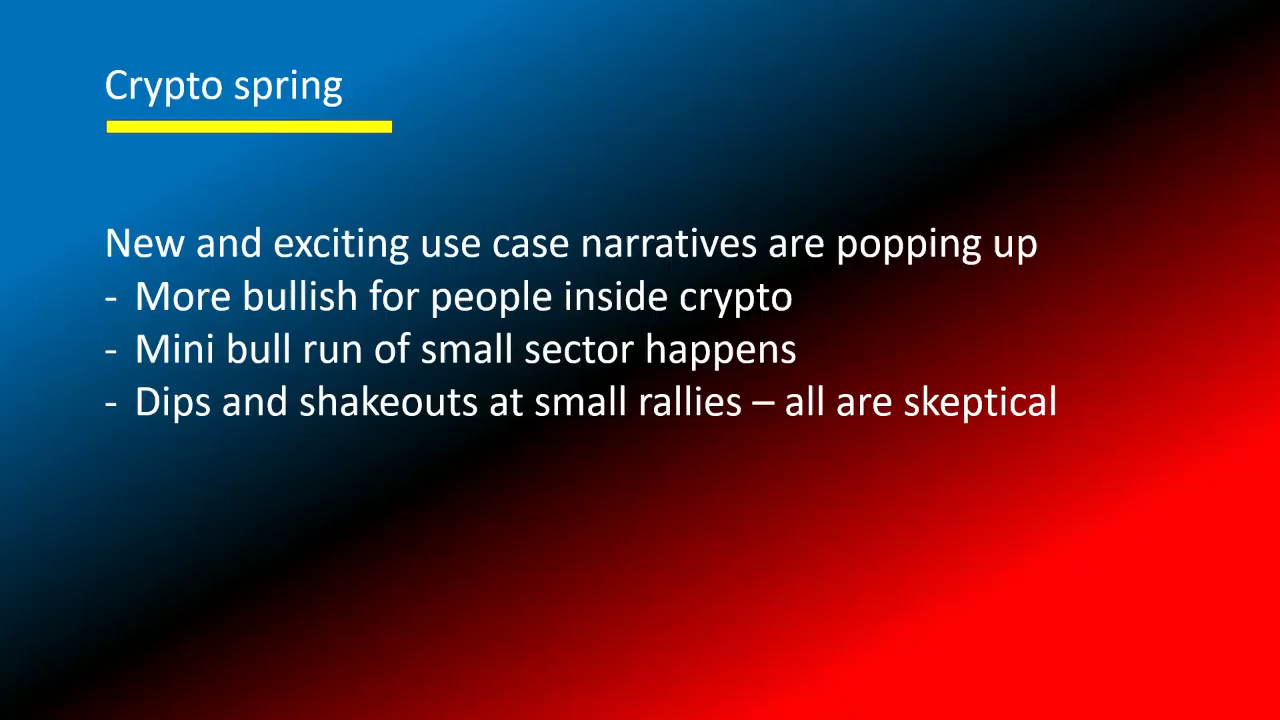 Crypto spring
New and exciting use case narratives are popping up
- More bullish for people inside crypto
- Mini bull run of small sector happens
- Dips and shakeouts at small rallies – all are skeptical